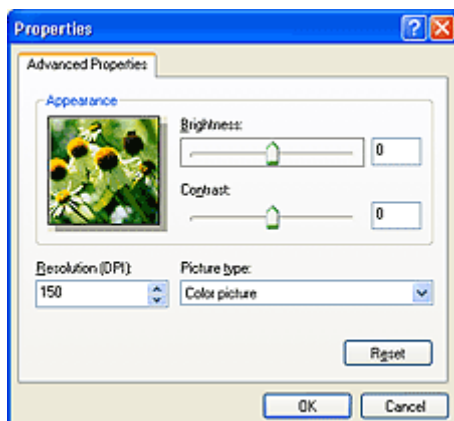 Properties
Advanced Properties
Appearance
Brightness:
0
Contrast:
0
Resolution (DPI): Picture type:
150 Color picture
Reset
OK Cancel